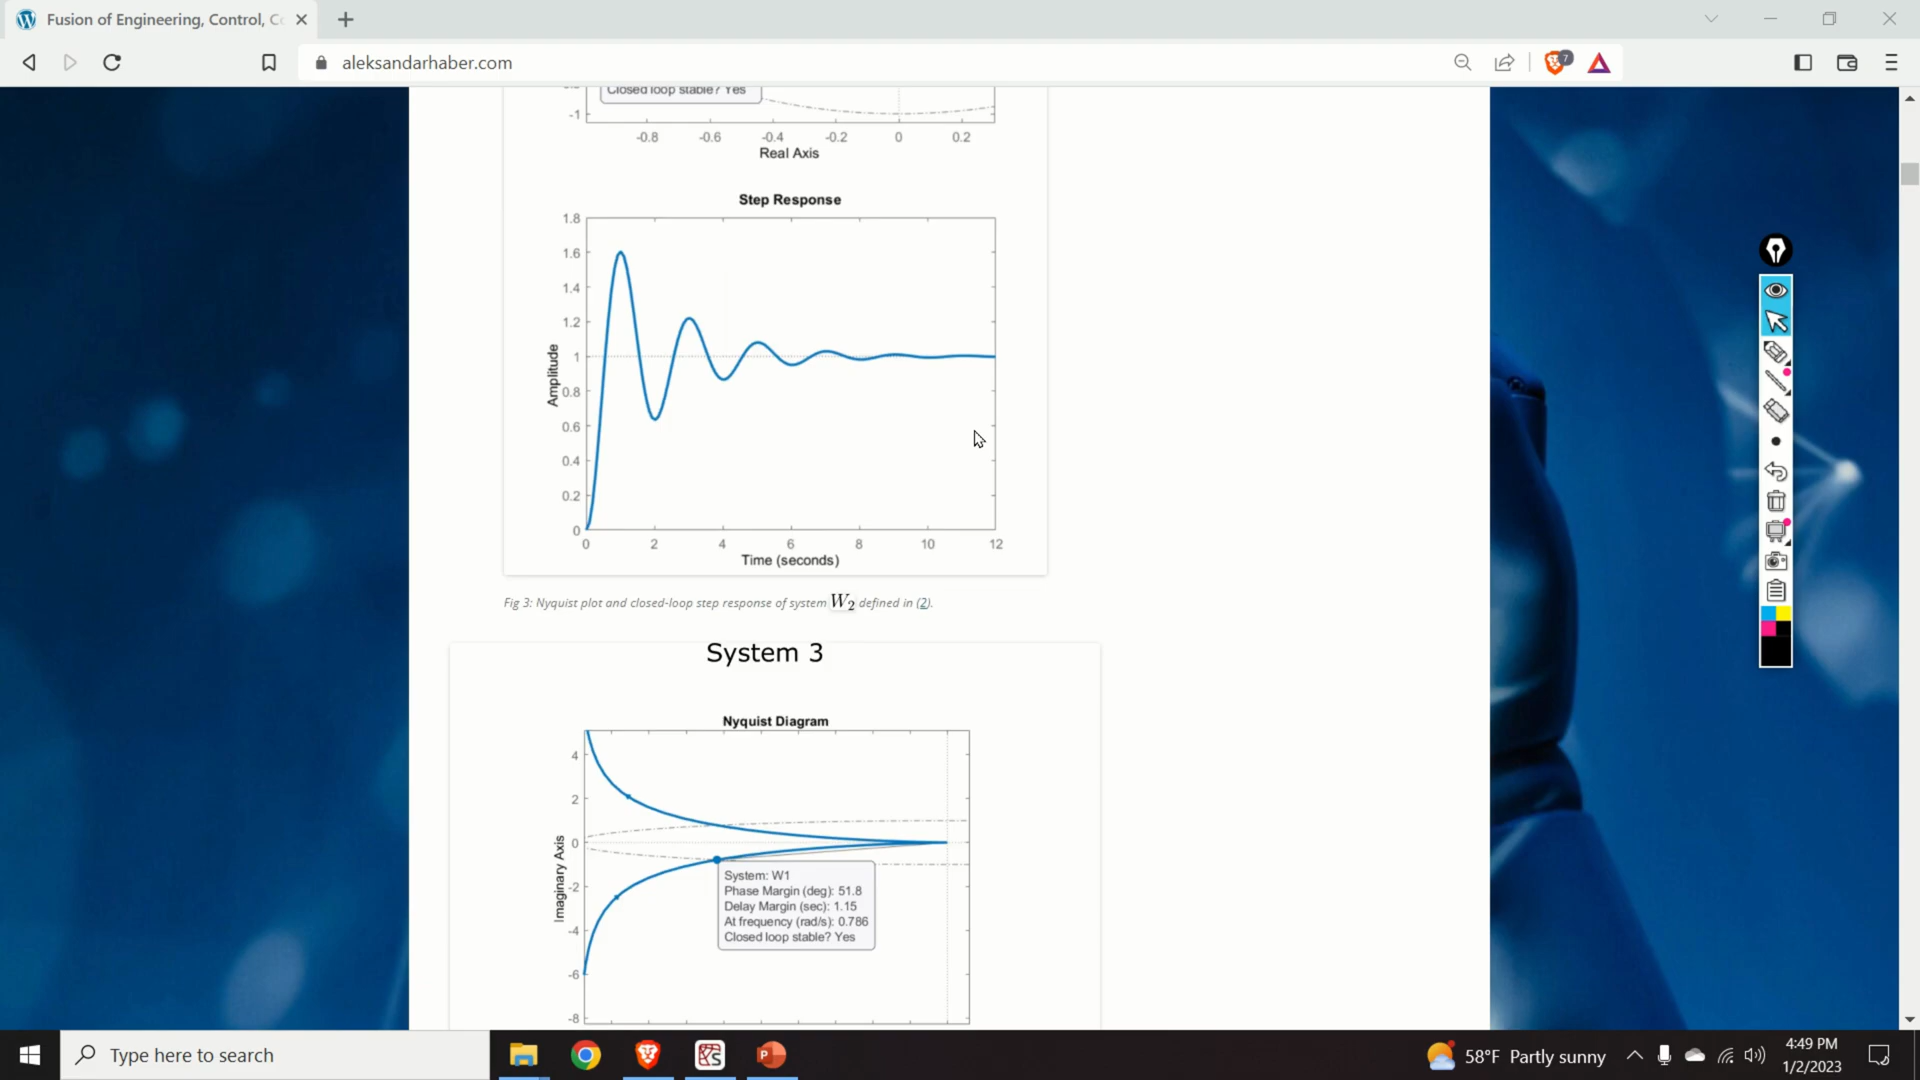 Fusion of Engineering, Control, Co
aleksandarhaber.com
7
Closed loop stable? Yes
-1
-0.8 -0.6 -0.4 -0.2 0 0.2
Real Axis
Step Response
1.8
1.6
1.4
1.2
1
0.8
0.6
0.4
0.2
0
Amplitude
0 2 4 6 8 10 12
Time (seconds)
Fig 3: Nyquist plot and closed-loop step response of system W2 defined in (2).
System 3
Nyquist Diagram
4
2
0
-2
-4
-6
-8
Imaginary Axis
System: W1
Phase Margin (deg): 51.8
Delay Margin (sec): 1.15
At frequency (rad/s): 0.786
Closed loop stable? Yes
Type here to search
58°F Partly sunny
4:49 PM
1/2/2023